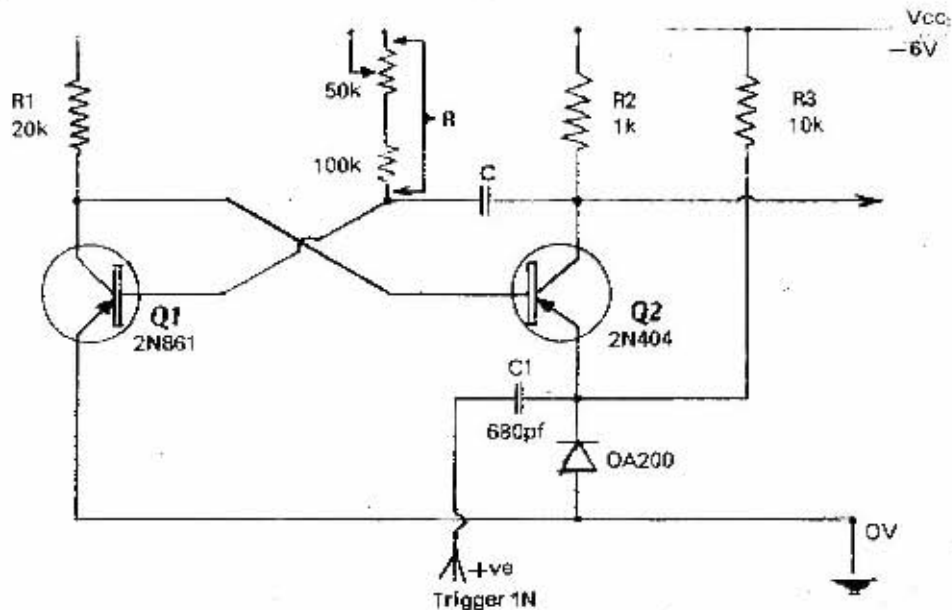 Vcc
−6V
R1
20k
50k
R
R2
1k
R3
10k
100k
C
Q1
2N861
Q2
2N404
C1
680pf
OA200
OV
+ve
Trigger 1N